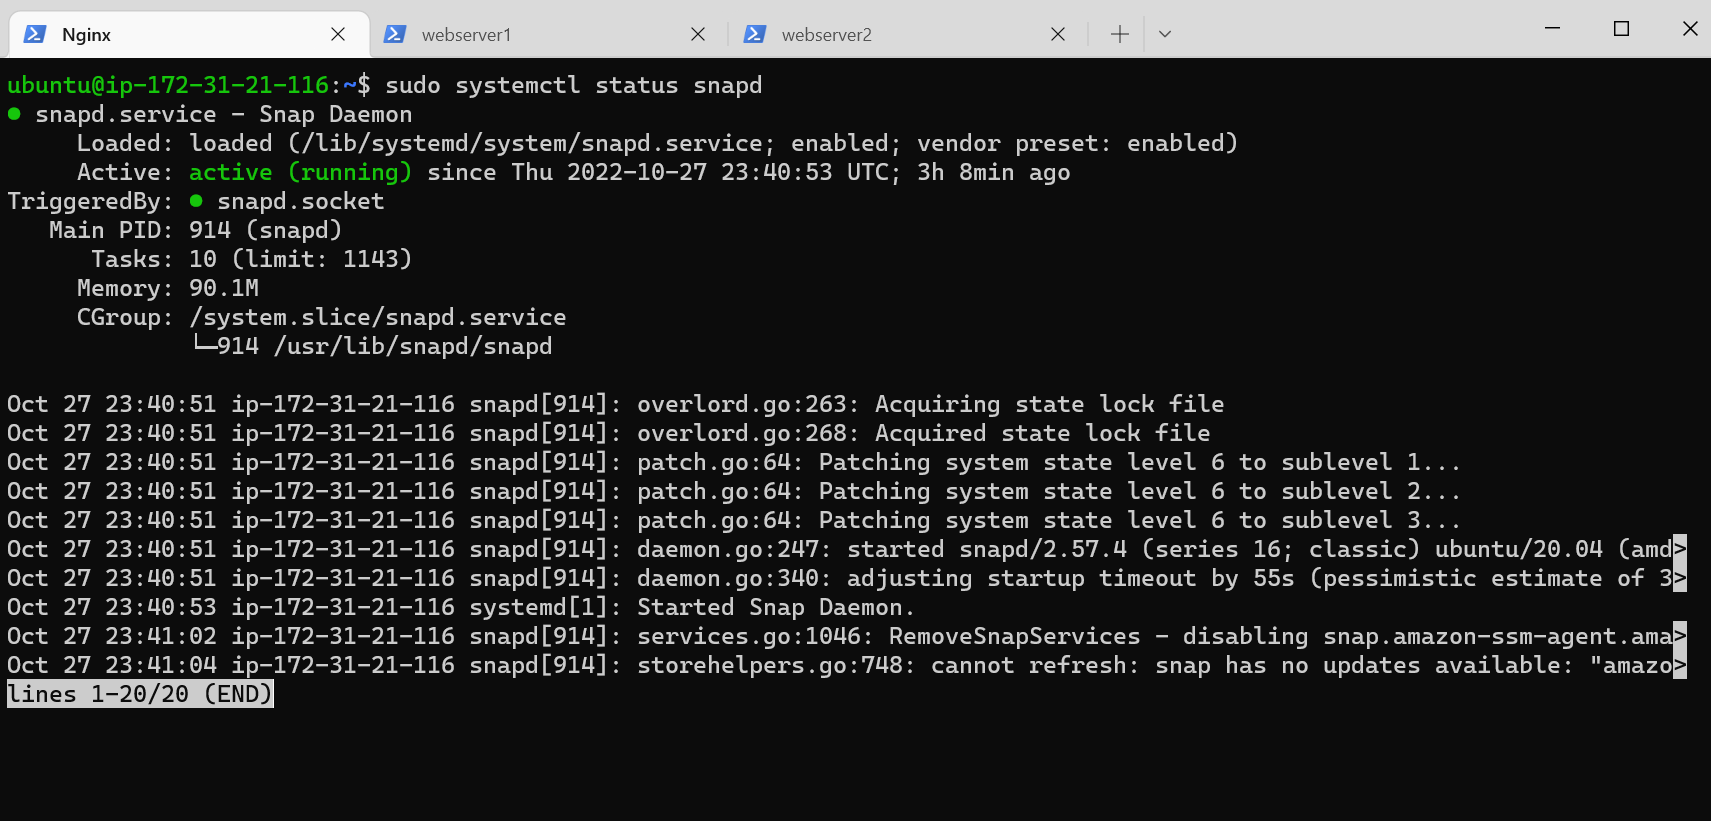 Nginx webserver1 webserver2
ubuntu@ip-172-31-21-116:~$ sudo systemctl status snapd
● snapd.service - Snap Daemon
     Loaded: loaded (/lib/systemd/system/snapd.service; enabled; vendor preset: enabled)
     Active: active (running) since Thu 2022-10-27 23:40:53 UTC; 3h 8min ago
TriggeredBy: ● snapd.socket
   Main PID: 914 (snapd)
      Tasks: 10 (limit: 1143)
     Memory: 90.1M
     CGroup: /system.slice/snapd.service
             └─914 /usr/lib/snapd/snapd

Oct 27 23:40:51 ip-172-31-21-116 snapd[914]: overlord.go:263: Acquiring state lock file
Oct 27 23:40:51 ip-172-31-21-116 snapd[914]: overlord.go:268: Acquired state lock file
Oct 27 23:40:51 ip-172-31-21-116 snapd[914]: patch.go:64: Patching system state level 6 to sublevel 1...
Oct 27 23:40:51 ip-172-31-21-116 snapd[914]: patch.go:64: Patching system state level 6 to sublevel 2...
Oct 27 23:40:51 ip-172-31-21-116 snapd[914]: patch.go:64: Patching system state level 6 to sublevel 3...
Oct 27 23:40:51 ip-172-31-21-116 snapd[914]: daemon.go:247: started snapd/2.57.4 (series 16; classic) ubuntu/20.04 (amd>
Oct 27 23:40:51 ip-172-31-21-116 snapd[914]: daemon.go:340: adjusting startup timeout by 55s (pessimistic estimate of 3>
Oct 27 23:40:53 ip-172-31-21-116 systemd[1]: Started Snap Daemon.
Oct 27 23:41:02 ip-172-31-21-116 snapd[914]: services.go:1046: RemoveSnapServices - disabling snap.amazon-ssm-agent.ama>
Oct 27 23:41:04 ip-172-31-21-116 snapd[914]: storehelpers.go:748: cannot refresh: snap has no updates available: "amazo>
lines 1-20/20 (END)